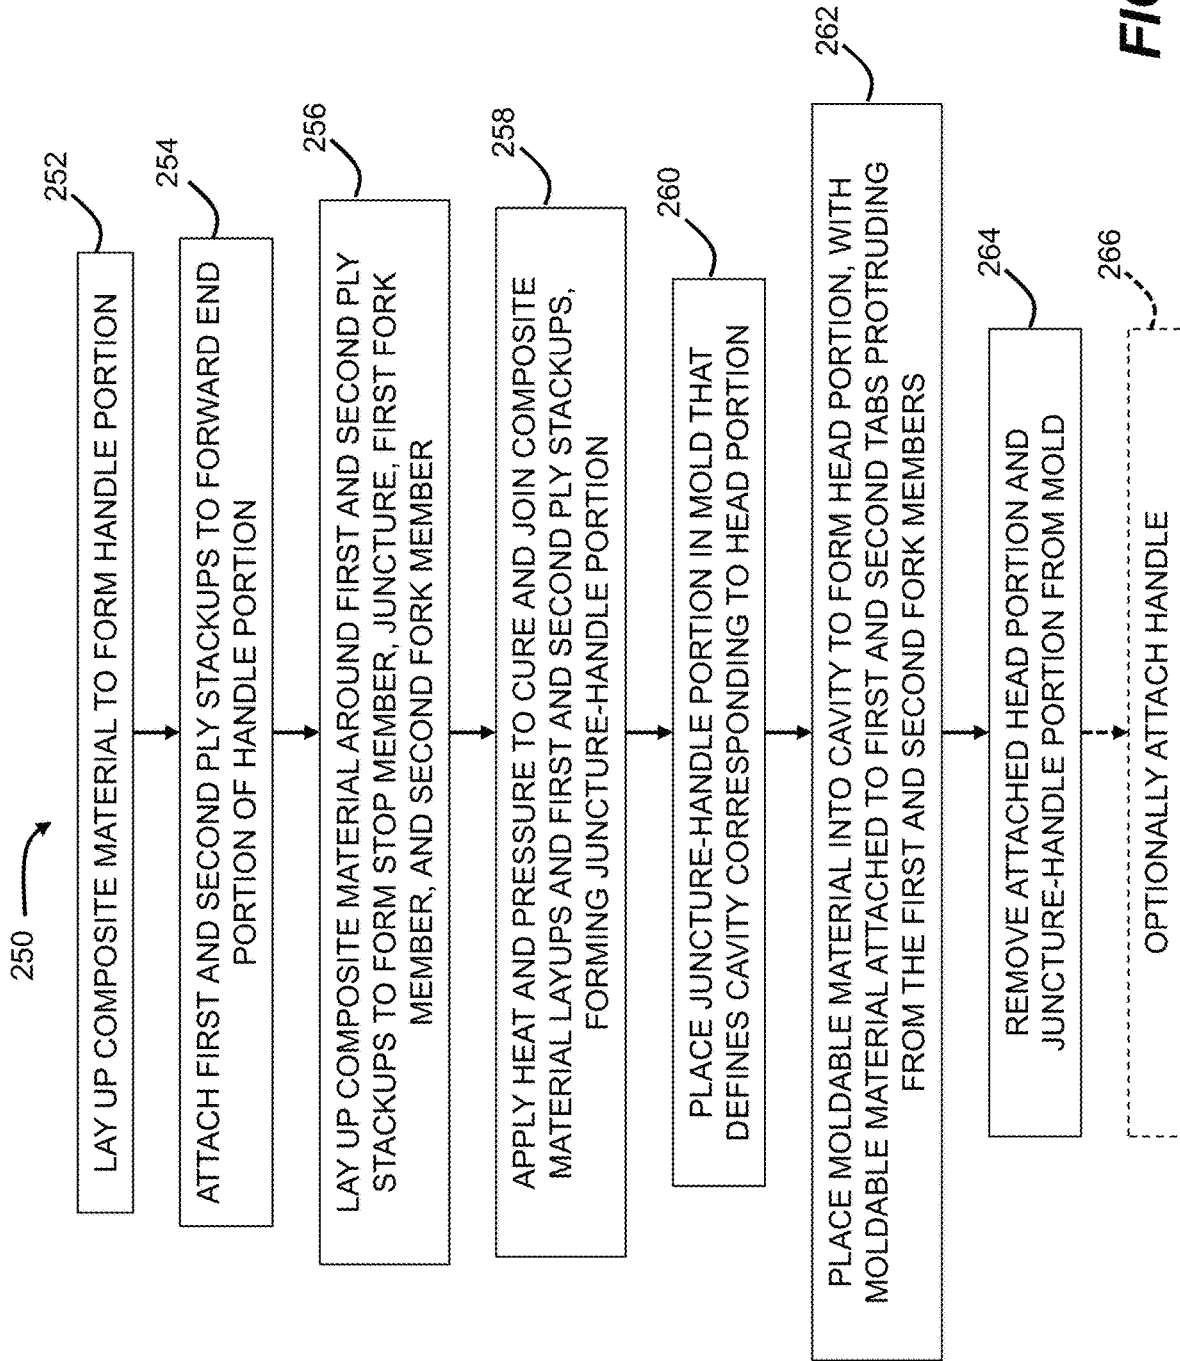 250
252
LAY UP COMPOSITE MATERIAL TO FORM HANDLE PORTION
254
ATTACH FIRST AND SECOND PLY STACKUPS TO FORWARD END
PORTION OF HANDLE PORTION
256
LAY UP COMPOSITE MATERIAL AROUND FIRST AND SECOND PLY
STACKUPS TO FORM STOP MEMBER, JUNCTURE, FIRST FORK
MEMBER, AND SECOND FORK MEMBER
258
APPLY HEAT AND PRESSURE TO CURE AND JOIN COMPOSITE
MATERIAL LAYUPS AND FIRST AND SECOND PLY STACKUPS,
FORMING JUNCTURE-HANDLE PORTION
260
PLACE JUNCTURE-HANDLE PORTION IN MOLD THAT
DEFINES CAVITY CORRESPONDING TO HEAD PORTION
262
PLACE MOLDABLE MATERIAL INTO CAVITY TO FORM HEAD PORTION, WITH
MOLDABLE MATERIAL ATTACHED TO FIRST AND SECOND TABS PROTRUDING
FROM THE FIRST AND SECOND FORK MEMBERS
264
REMOVE ATTACHED HEAD PORTION AND
JUNCTURE-HANDLE PORTION FROM MOLD
266
OPTIONALLY ATTACH HANDLE